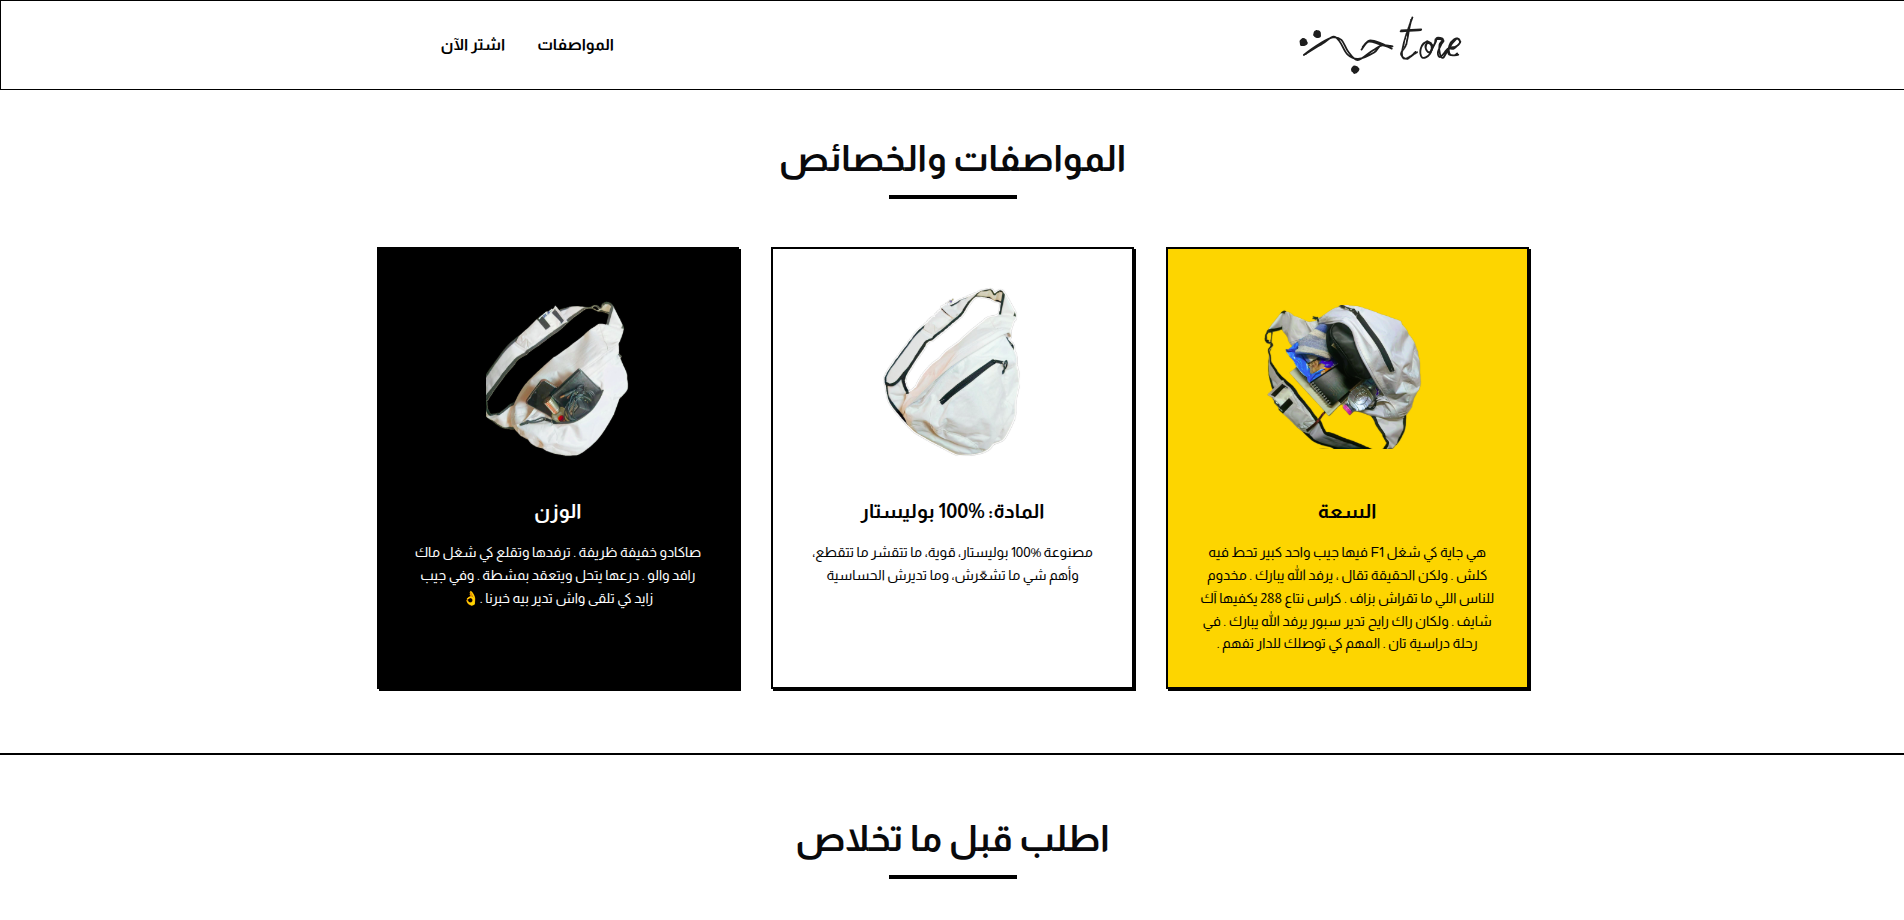 جيب tore
المواصفات
اشتر الآن
المواصفات والخصائص
السعة
هي جاية كي شغل F1 فيها جيب واحد كبير تحط فيه
كلش . ولكن الحقيقة تقال ، يرفد الله يبارك . مخدوم
للناس اللي ما تقراش بزاف . كراس نتاع 288 يكفيها أك
شايف . ولكان راك رايح تدير سبور يرفد الله يبارك . في
رحلة دراسية تان . المهم كي توصلك للدار تفهم .
المادة: 100% بوليستار
مصنوعة 100% بوليستار، قوية، ما تتقشر ما تتقطع،
وأهم شي ما تشعّرش، وما تديرش الحساسية
الوزن
صاكادو خفيفة ظريفة . ترفدها وتقلع كي شغل ماك
رافد والو . درعها يتحل ويتعقد بمشطة . وفي جيب
زايد كي تلقى واش تدير بيه خبرنا . 👌
اطلب قبل ما تخلاص